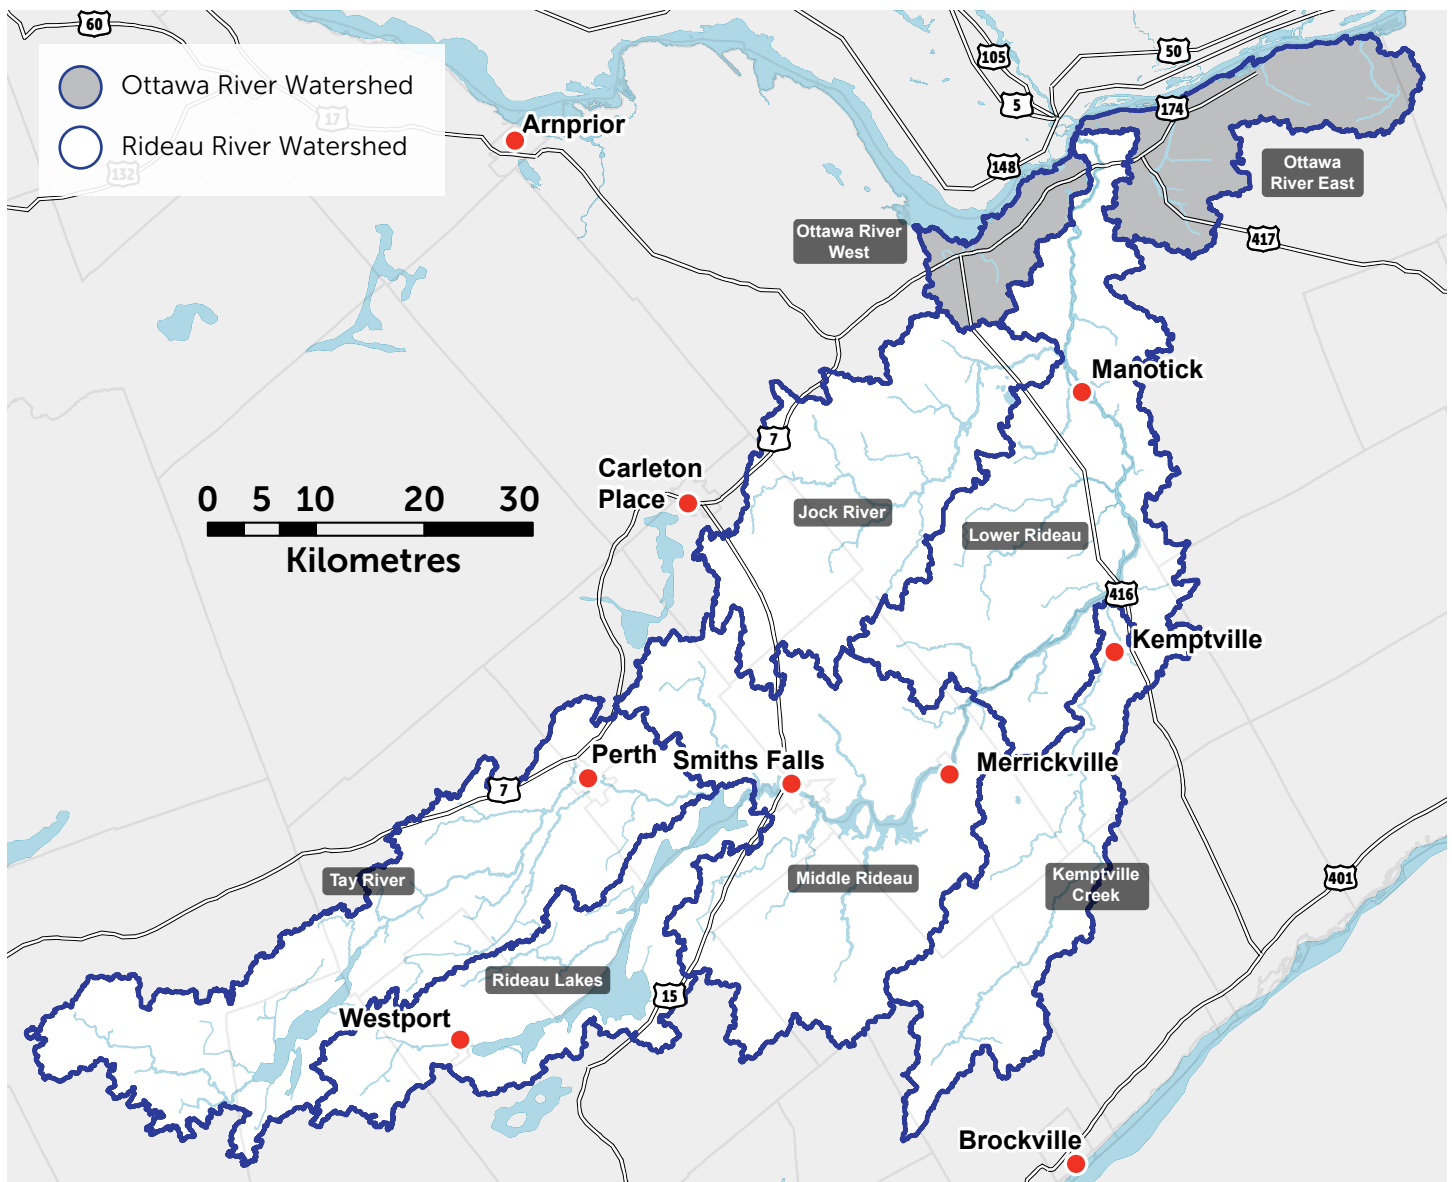 60
105
50
Ottawa River Watershed
5
174
17
Arnprior
Rideau River Watershed
148
132
Ottawa
River East
Ottawa River
West
417
Manotick
7
Carleton
Place
0 5 10 20 30
Kilometres
Jock River
Lower Rideau
416
Kemptville
Perth
Smiths Falls
Merrickville
7
Tay River
Middle Rideau
Kemptville
Creek
401
Rideau Lakes
15
Westport
Brockville